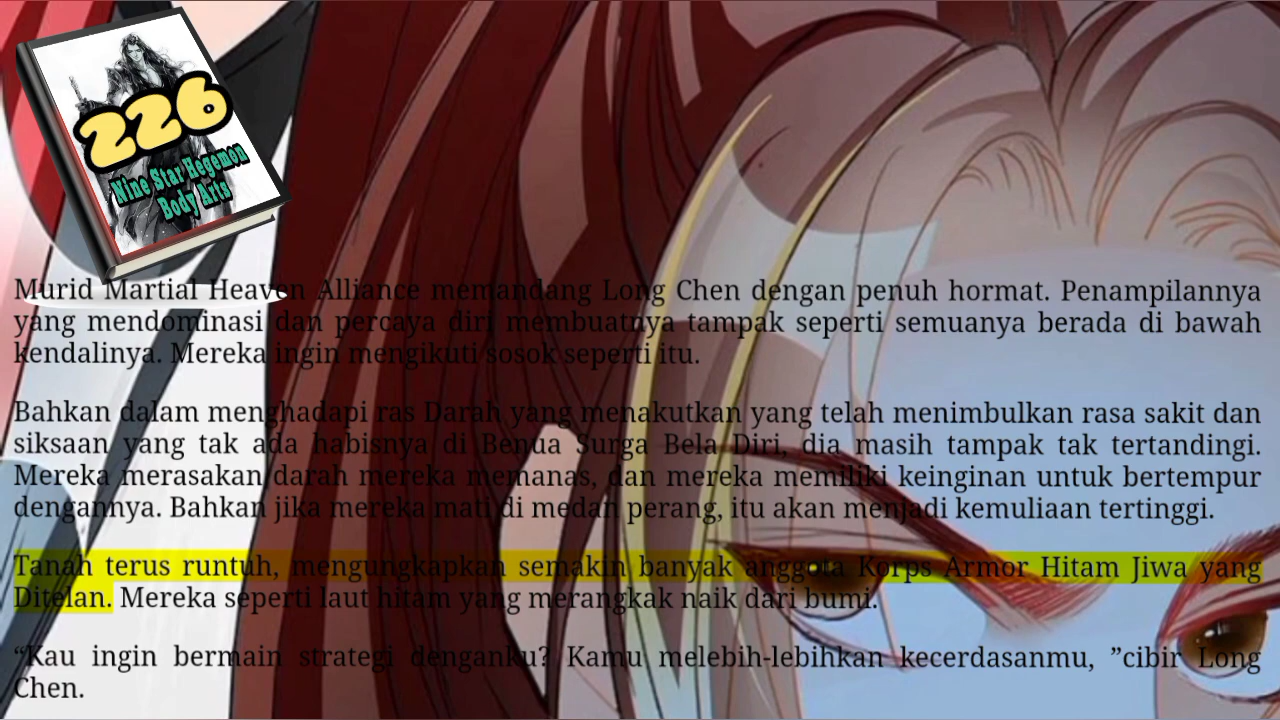 226
Nine Star Hegemon
Body Arts
Murid Martial Heaven Alliance memandang Long Chen dengan penuh hormat. Penampilannya
yang mendominasi dan percaya diri membuatnya tampak seperti semuanya berada di bawah
kendalinya. Mereka ingin mengikuti sosok seperti itu.
Bahkan dalam menghadapi ras Darah yang menakutkan yang telah menimbulkan rasa sakit dan
siksaan yang tak ada habisnya di Benua Surga Bela Diri, dia masih tampak tak tertandingi.
Mereka merasakan darah mereka memanas, dan mereka memiliki keinginan untuk bertempur
dengannya. Bahkan jika mereka mati di medan perang, itu akan menjadi kemuliaan tertinggi.
Tanah terus runtuh, mengungkapkan semakin banyak anggota Korps Armor Hitam Jiwa yang
Ditelan. Mereka seperti laut hitam yang merangkak naik dari bumi.
“Kau ingin bermain strategi denganku? Kamu melebih-lebihkan kecerdasanmu, ”cibir Long
Chen.